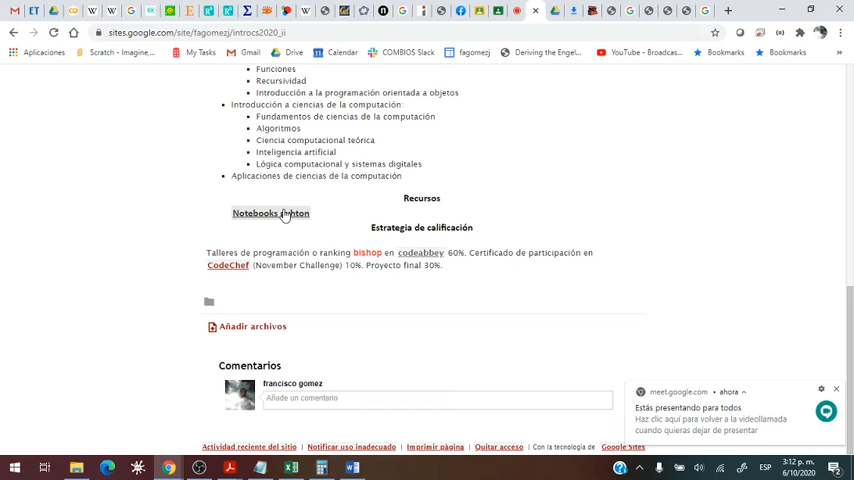 sites.google.com/site/fagomezj/introcs2020_ii
Aplicaciones
Scratch - Imagine,...
My Tasks
Gmail
Drive
Calendar
COMBIOS Slack
fagomezj
Deriving the Engel...
YouTube - Broadcas...
Bookmarks
Bookmarks
Funciones
Recursividad
Introducción a la programación orientada a objetos
Introducción a ciencias de la computación:
Fundamentos de ciencias de la computación
Algoritmos
Ciencia computacional teórica
Inteligencia artificial
Lógica computacional y sistemas digitales
Aplicaciones de ciencias de la computación
Recursos
Notebooks
Estrategia de calificación
Talleres de programación o ranking bishop en codeabbey 60%. Certificado de participación en
CodeChef (November Challenge) 10%. Proyecto final 30%.
Añadir archivos
Comentarios
francisco gomez
Añade un comentario
meet.google.com • ahora
Estás presentando para todos
Haz clic aquí para volver a la videollamada
cuando quieras dejar de presentar
Actividad reciente del sitio | Notificar uso inadecuado | Imprimir página | Quitar acceso | Con la tecnología de Google Sites
ESP
3:12 p. m.
6/10/2020